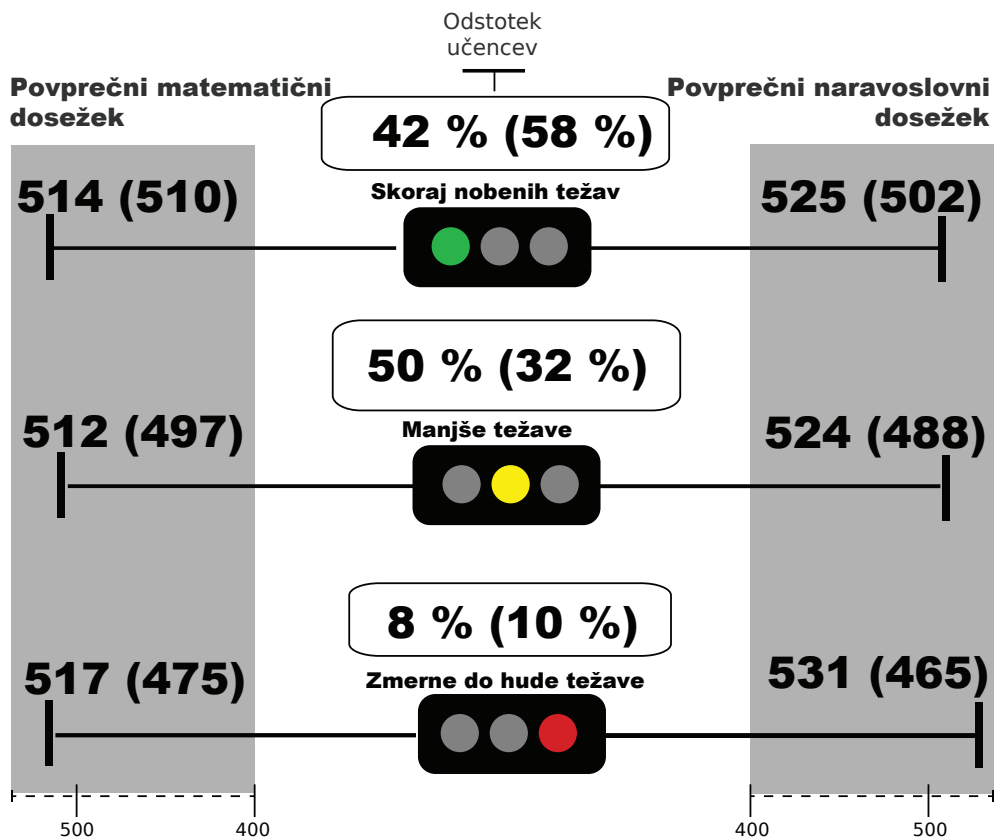 Odstotek
učencev
Povprečni matematični
dosežek
Povprečni naravoslovni
dosežek
42 % (58 %)
Skoraj nobenih težav
514 (510)
525 (502)
50 % (32 %)
Manjše težave
512 (497)
524 (488)
8 % (10 %)
Zmerne do hude težave
517 (475)
531 (465)
500
400
400
500